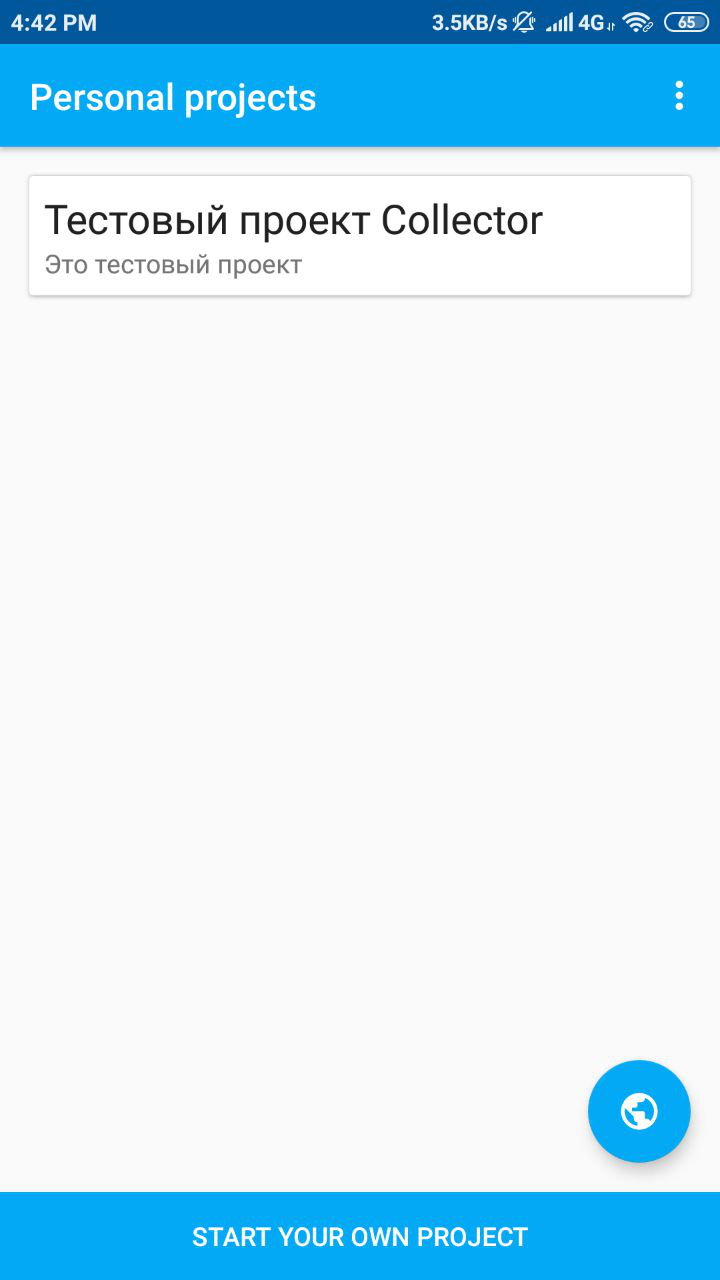 4:42 PM 3.5KB/s 4G 65
Personal projects
Тестовый проект Collector
Это тестовый проект
START YOUR OWN PROJECT